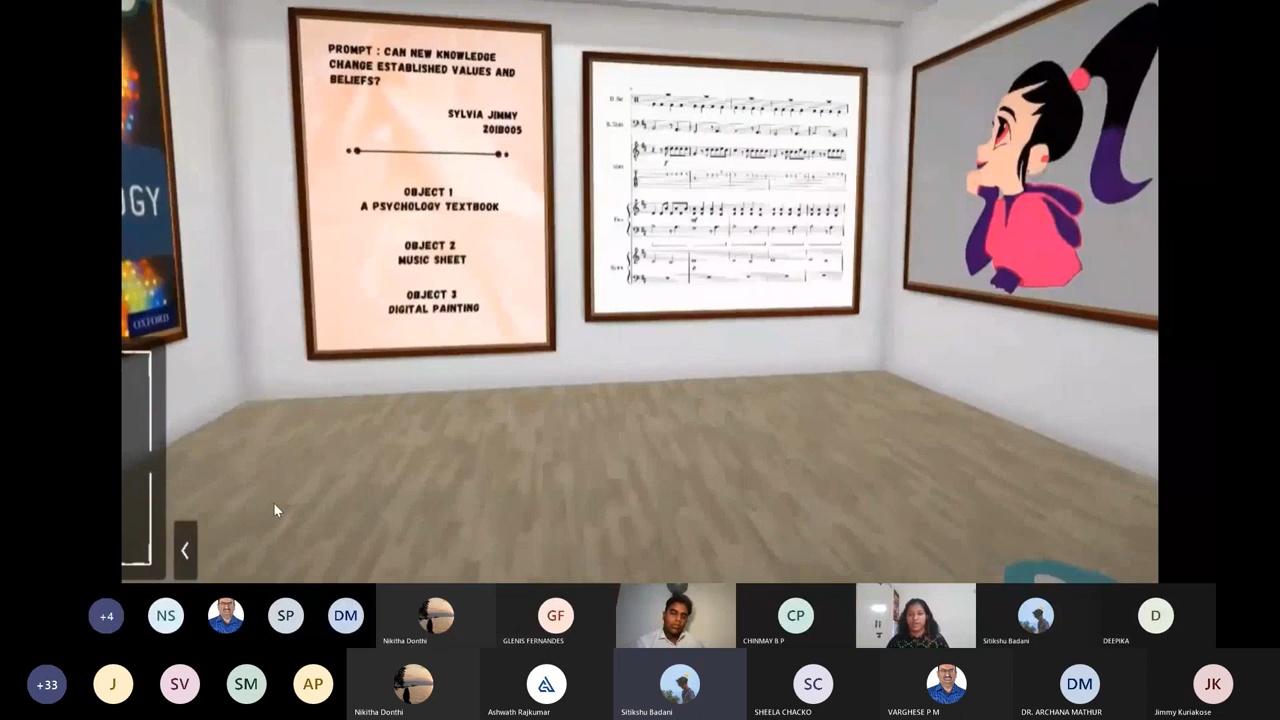 OGY
OXFORD
PROMPT : CAN NEW KNOWLEDGE
CHANGE ESTABLISHED VALUES AND
BELIEFS?
SYLVIA JIMMY
201B005
OBJECT 1
A PSYCHOLOGY TEXTBOOK
OBJECT 2
MUSIC SHEET
OBJECT 3
DIGITAL PAINTING
+4
NS
SP
DM
Nikitha Donthi
GF
GLENIS FERNANDES
CP
CHINMAY B P
Sitikshu Badani
D
DEEPIKA
+33
J
SV
SM
AP
Nikitha Donthi
Ashwath Rajkumar
Sitikshu Badani
SC
SHEELA CHACKO
VARGHESE P M
DM
DR. ARCHANA MATHUR
JK
Jimmy Kuriakose